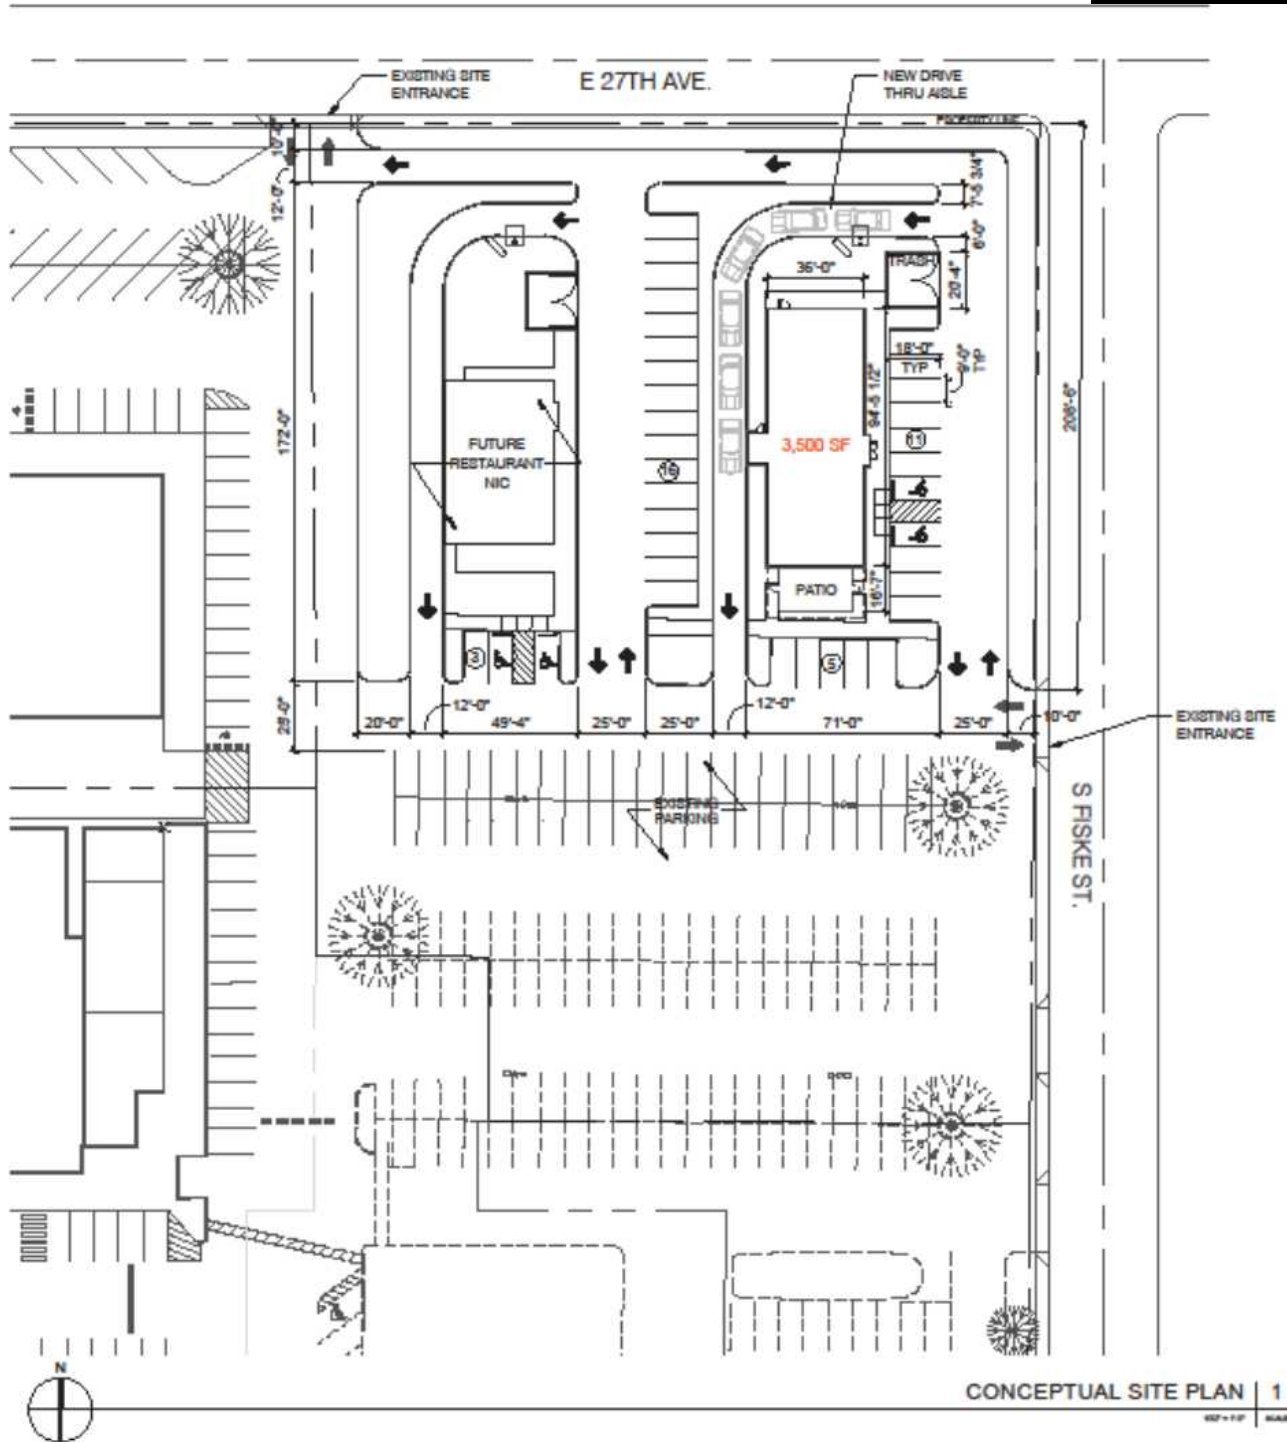 EXISTING SITE
ENTRANCE
E 27TH AVE.
NEW DRIVE
THRU AISLE
PROPERTY LINE
10'-0"
12'-0"
7'-5 3/4"
6'-0"
TRASH
36'-0"
20'-4"
18'-0"
TYP
9'-0"
TYP
94'-5 1/2"
208'-6"
172'-0"
FUTURE
RESTAURANT
NIC
16
3,500 SF
11
PATIO
16'-7"
3
5
25'-0"
20'-0"
12'-0"
49'-4"
25'-0"
25'-0"
12'-0"
71'-0"
25'-0"
10'-0"
EXISTING SITE
ENTRANCE
EXISTING
PARKING
S FISKE ST.
N
CONCEPTUAL SITE PLAN
1